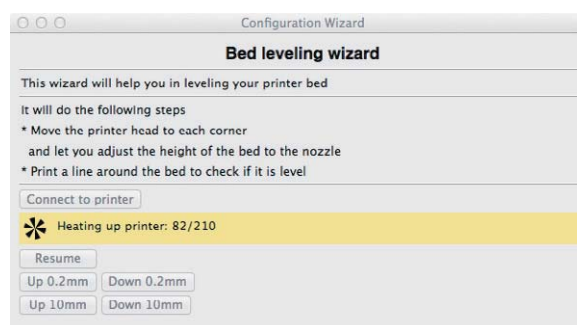 Configuration Wizard
Bed leveling wizard
This wizard will help you in leveling your printer bed
It will do the following steps
* Move the printer head to each corner
and let you adjust the height of the bed to the nozzle
* Print a line around the bed to check if it is level
Connect to printer
Heating up printer: 82/210
Resume
Up 0.2mm Down 0.2mm
Up 10mm Down 10mm